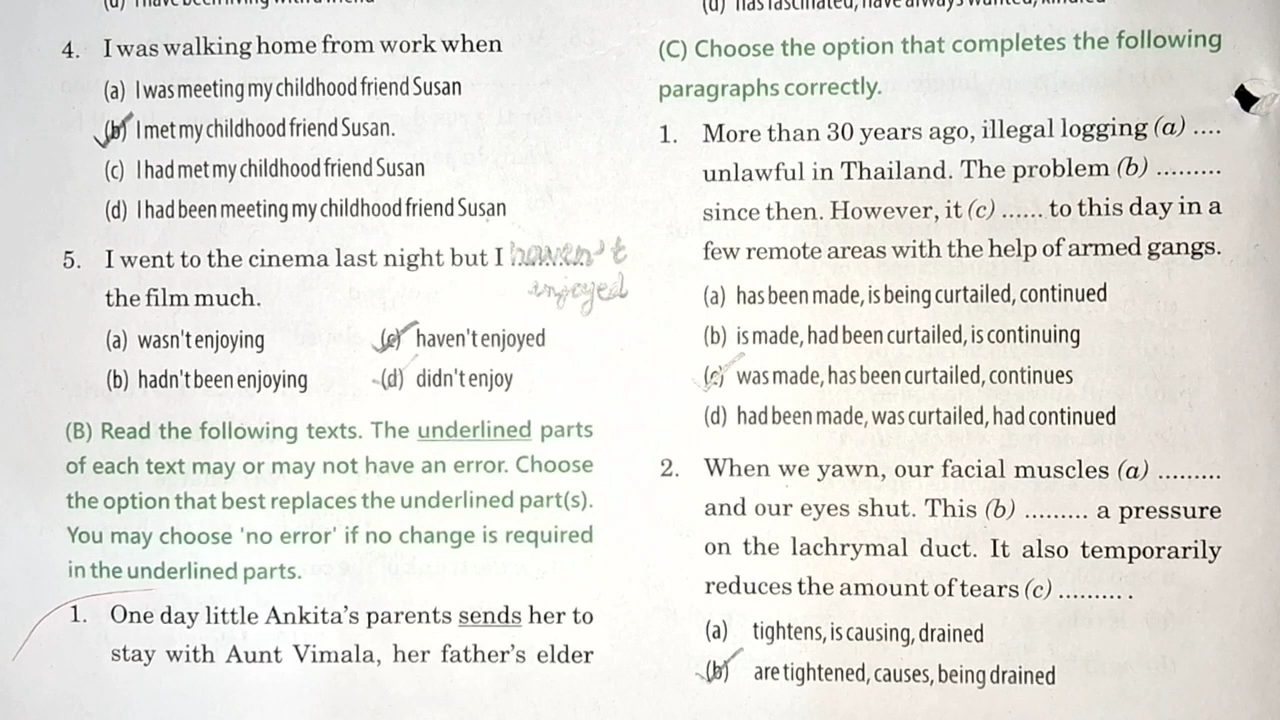 4. I was walking home from work when
(a) I was meeting my childhood friend Susan
(b) I met my childhood friend Susan.
(c) I had met my childhood friend Susan
(d) I had been meeting my childhood friend Susan
5. I went to the cinema last night but I ......... haven't
enjoyed
the film much.
(a) wasn't enjoying (c) haven't enjoyed
(b) hadn't been enjoying (d) didn't enjoy
(B) Read the following texts. The underlined parts
of each text may or may not have an error. Choose
the option that best replaces the underlined part(s).
You may choose 'no error' if no change is required
in the underlined parts.
1. One day little Ankita's parents sends her to
stay with Aunt Vimala, her father's elder
(C) Choose the option that completes the following
paragraphs correctly.
1. More than 30 years ago, illegal logging (a) ....
unlawful in Thailand. The problem (b) .........
since then. However, it (c) ...... to this day in a
few remote areas with the help of armed gangs.
(a) has been made, is being curtailed, continued
(b) is made, had been curtailed, is continuing
(c) was made, has been curtailed, continues
(d) had been made, was curtailed, had continued
2. When we yawn, our facial muscles (a) .........
and our eyes shut. This (b) ......... a pressure
on the lachrymal duct. It also temporarily
reduces the amount of tears (c) ......... .
(a) tightens, is causing, drained
(b) are tightened, causes, being drained